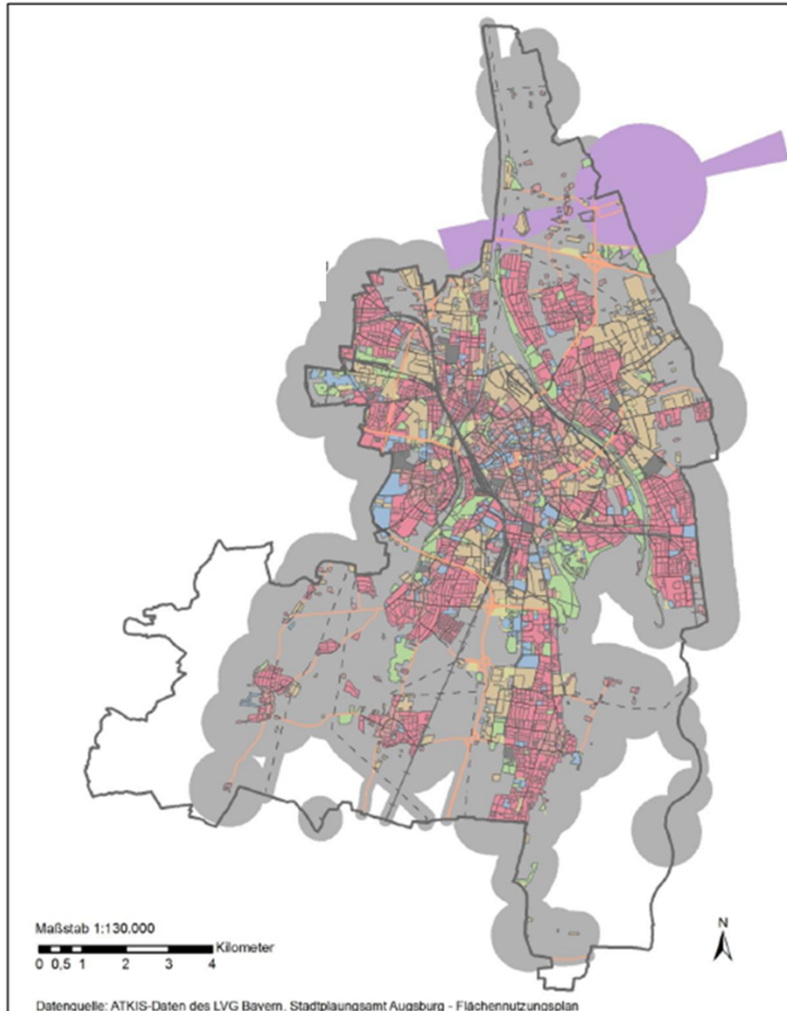 N
Maßstab 1:130.000
Kilometer
0 0,5 1 2 3 4
Datenquelle: ATKIS-Daten des LVG Bayern, Stadtplaungsamt Augsburg - Flächennutzungsplan